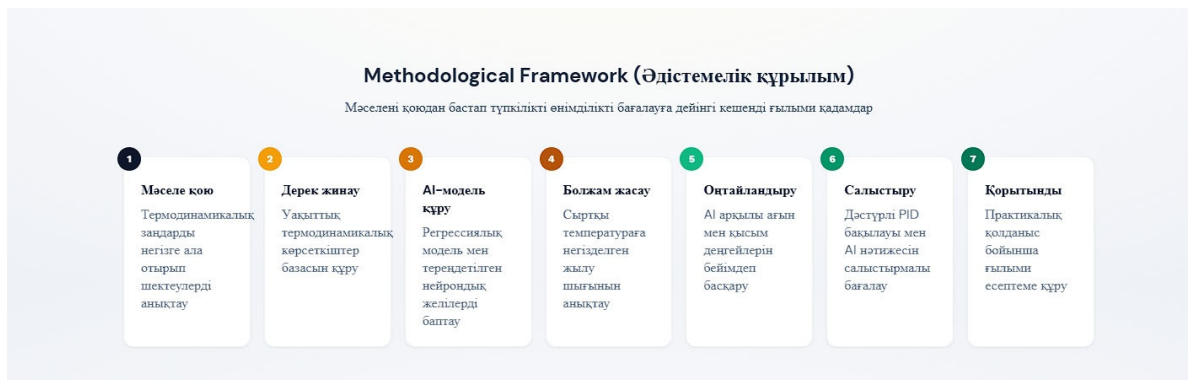 Methodological Framework (Әдістемелік құрылым)
Мәселені қоюдан бастап түпкілікті өнімділікті бағалауға дейінгі кешенді ғылыми қадамдар
1
Мәселе қою
Термодинамикалық
заңдарды
негізге ала
отырып
шектеулерді
анықтау
2
Дерек жинау
Уақыттық
термодинамикалық
көрсеткіштер
базасын құру
3
AI-модель
құру
Регрессиялық
модель мен
тереңдетілген
нейрондық
желілерді
баптау
4
Болжам жасау
Сыртқы
температураға
негізделген
жылу
шығынын
анықтау
5
Оңтайландыру
AI арқылы ағын
мен қысым
деңгейлерін
бейімдеп
басқару
6
Салыстыру
Дәстүрлі PID
бақылауы мен
AI нәтижесін
салыстырмалы
бағалау
7
Қорытынды
Практикалық
қолданыс
бойынша
ғылыми
есептеме құру